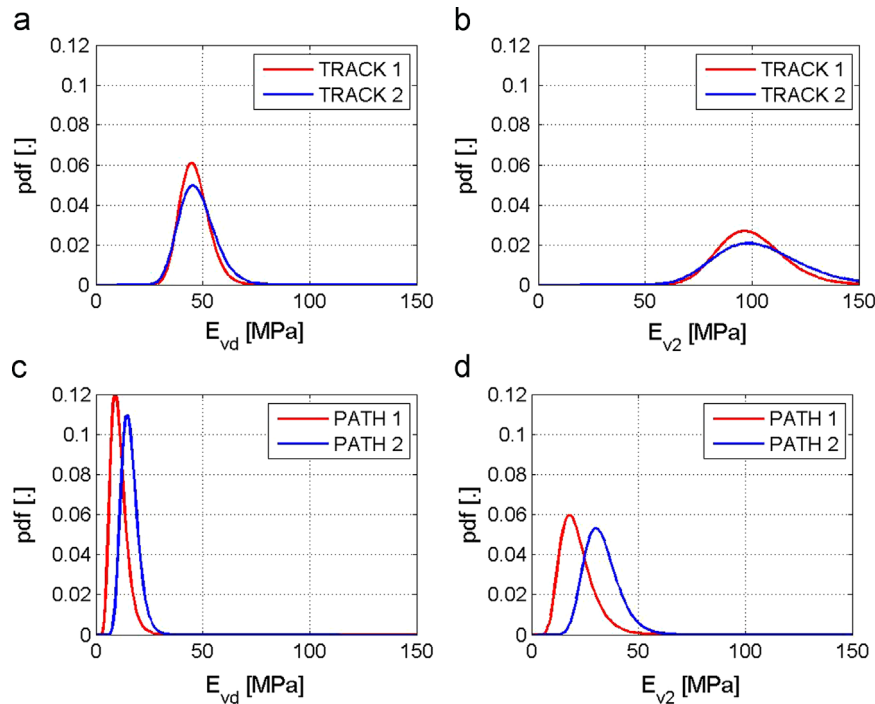 a
0.12
0.1
0.08
0.06
0.04
0.02
0
pdf [.]
TRACK 1
TRACK 2
0
50
100
150
E_vd [MPa]
b
0.12
0.1
0.08
0.06
0.04
0.02
0
pdf [.]
TRACK 1
TRACK 2
0
50
100
150
E_v2 [MPa]
c
0.12
0.1
0.08
0.06
0.04
0.02
0
pdf [.]
PATH 1
PATH 2
0
50
100
150
E_vd [MPa]
d
0.12
0.1
0.08
0.06
0.04
0.02
0
pdf [.]
PATH 1
PATH 2
0
50
100
150
E_v2 [MPa]